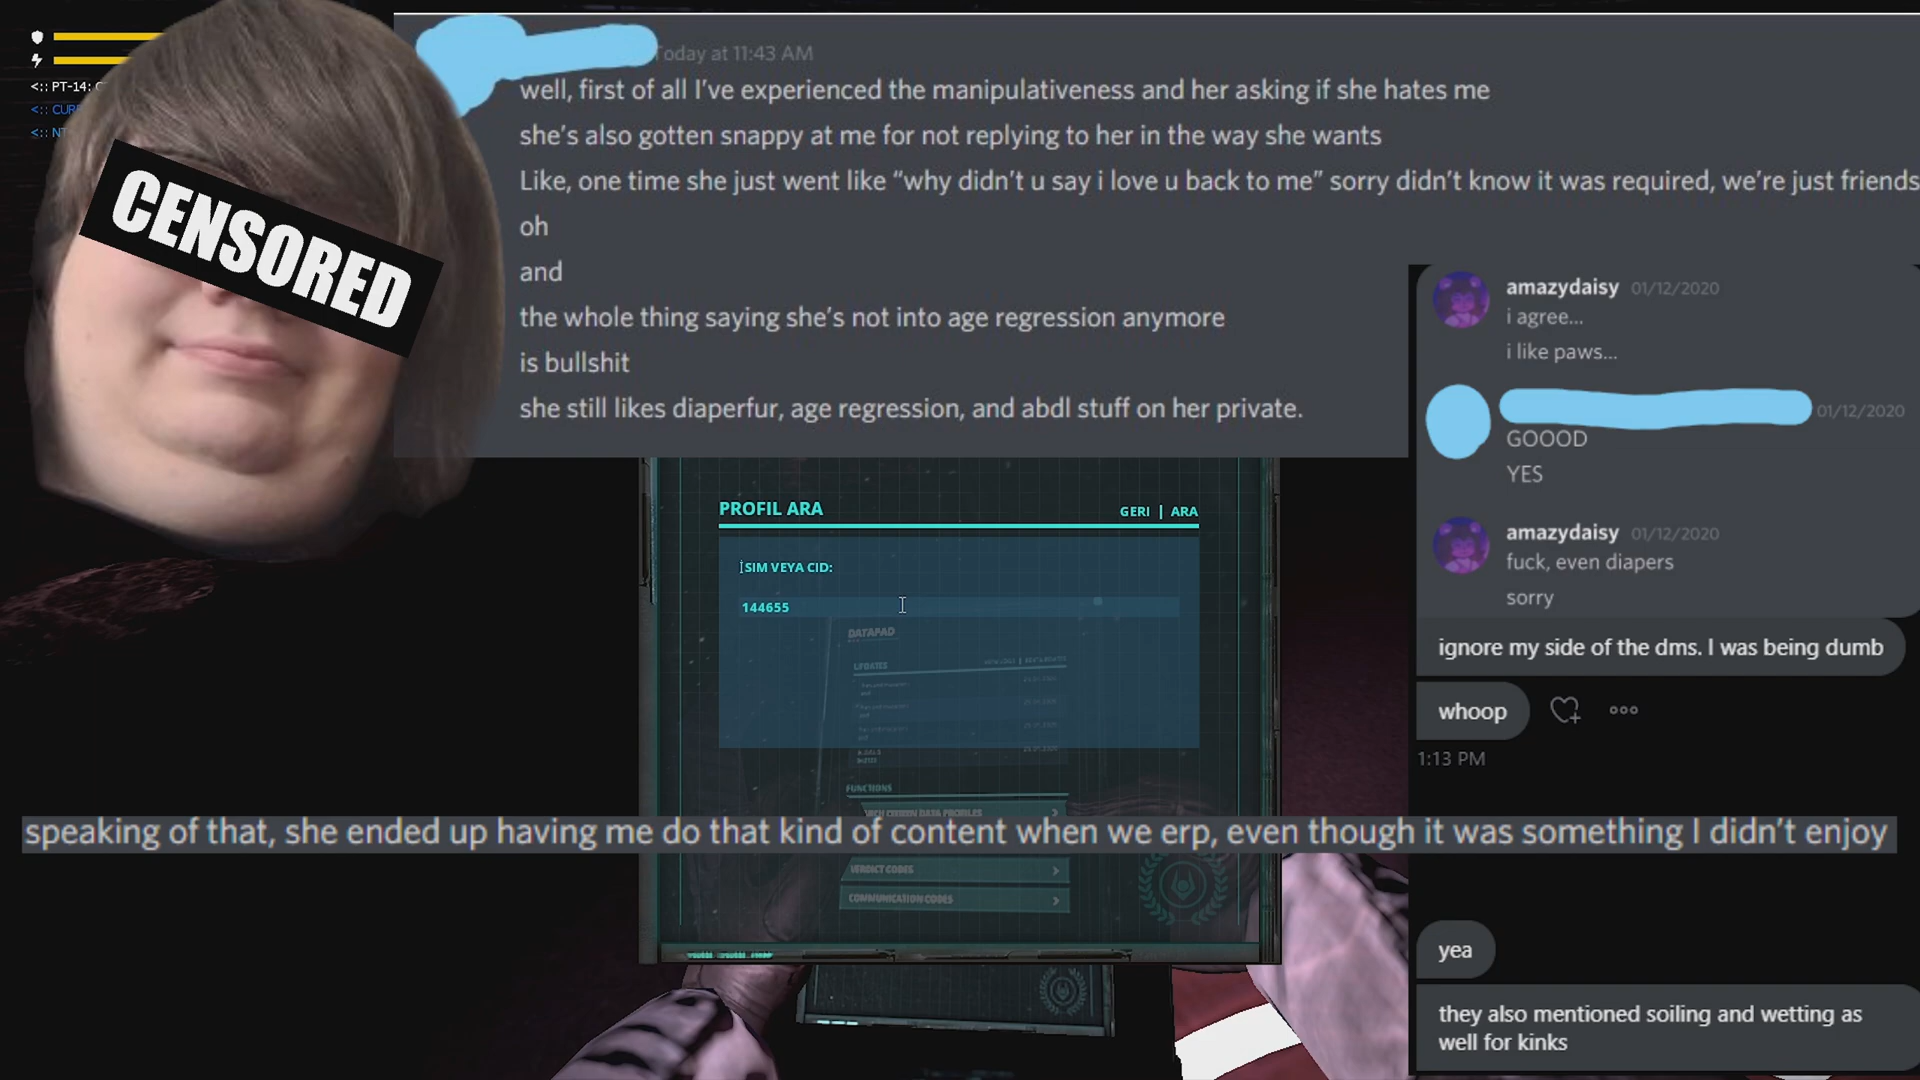 <:: PT-14:
<:: CUR
<:: N
CENSORED
Today at 11:43 AM
well, first of all I've experienced the manipulativeness and her asking if she hates me
she's also gotten snappy at me for not replying to her in the way she wants
Like, one time she just went like “why didn't u say i love u back to me” sorry didn't know it was required, we're just friends
oh
and
the whole thing saying she's not into age regression anymore
is bullshit
she still likes diaperfur, age regression, and abdl stuff on her private.
amazydaisy 01/12/2020
i agree...
i like paws...
01/12/2020
GOOOD
YES
amazydaisy 01/12/2020
fuck, even diapers
sorry
ignore my side of the dms. I was being dumb
whoop
1:13 PM
PROFIL ARA
GERI | ARA
İSIM VEYA CID:
144655
DATAPAD
UPDATES
FUNCTIONS
DATA PROFILES
speaking of that, she ended up having me do that kind of content when we erp, even though it was something I didn't enjoy
VERDICT CODES
COMMUNICATION CODES
yea
they also mentioned soiling and wetting as
well for kinks